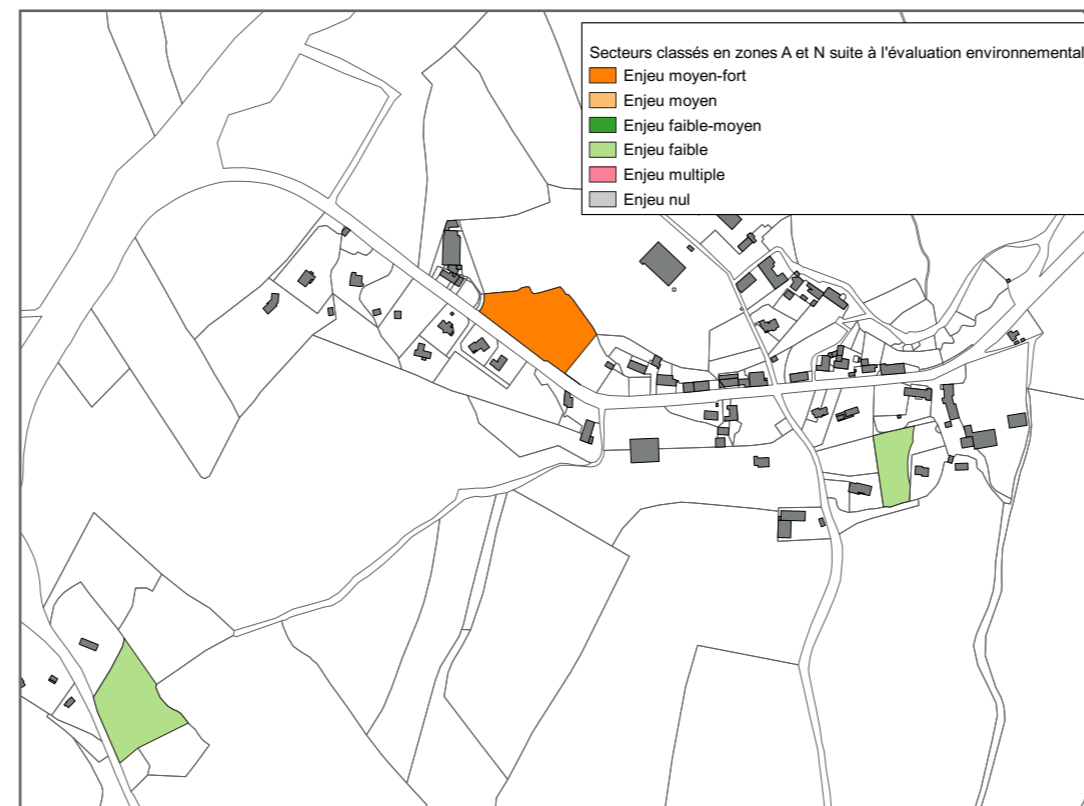 Secteurs classés en zones A et N suite à l'évaluation environnemental
Enjeu moyen-fort
Enjeu moyen
Enjeu faible-moyen
Enjeu faible
Enjeu multiple
Enjeu nul